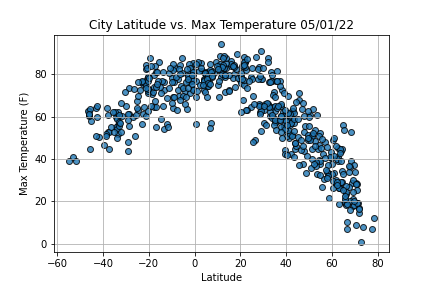 City Latitude vs. Max Temperature 05/01/22
Max Temperature (F)
80
60
40
20
0
−60 −40 −20 0 20 40 60 80
Latitude